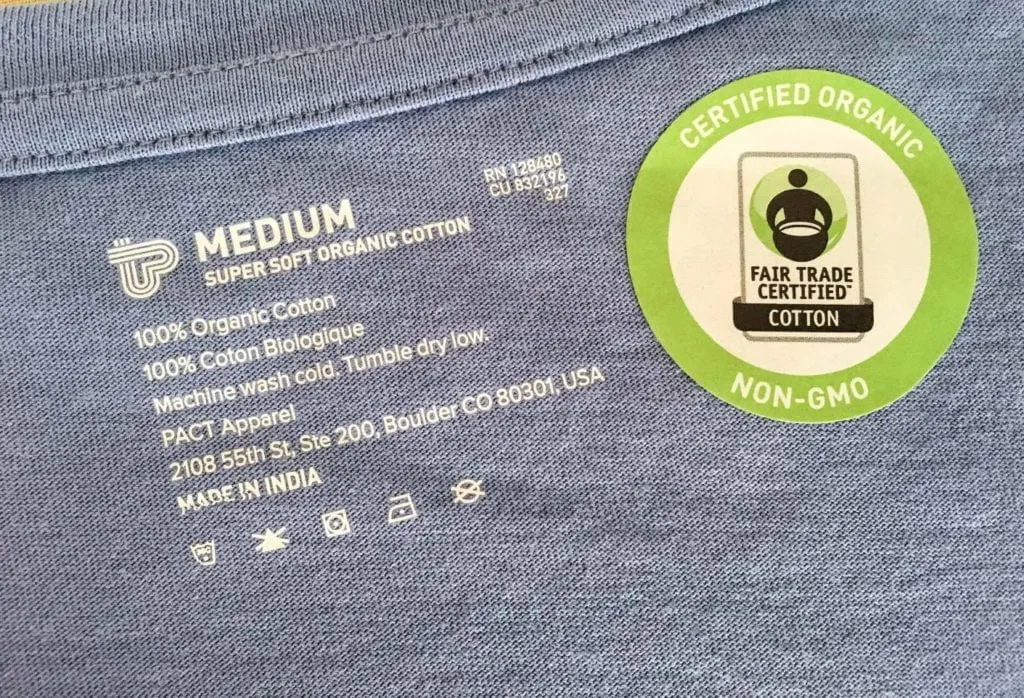 RN 128480
CU 832196
327
MEDIUM
SUPER SOFT ORGANIC COTTON
100% Organic Cotton
100% Coton Biologique
Machine wash cold. Tumble dry low.
PACT Apparel
2108 55th St, Ste 200, Boulder CO 80301, USA
MADE IN INDIA
CERTIFIED ORGANIC
FAIR TRADE
CERTIFIED™
COTTON
NON-GMO